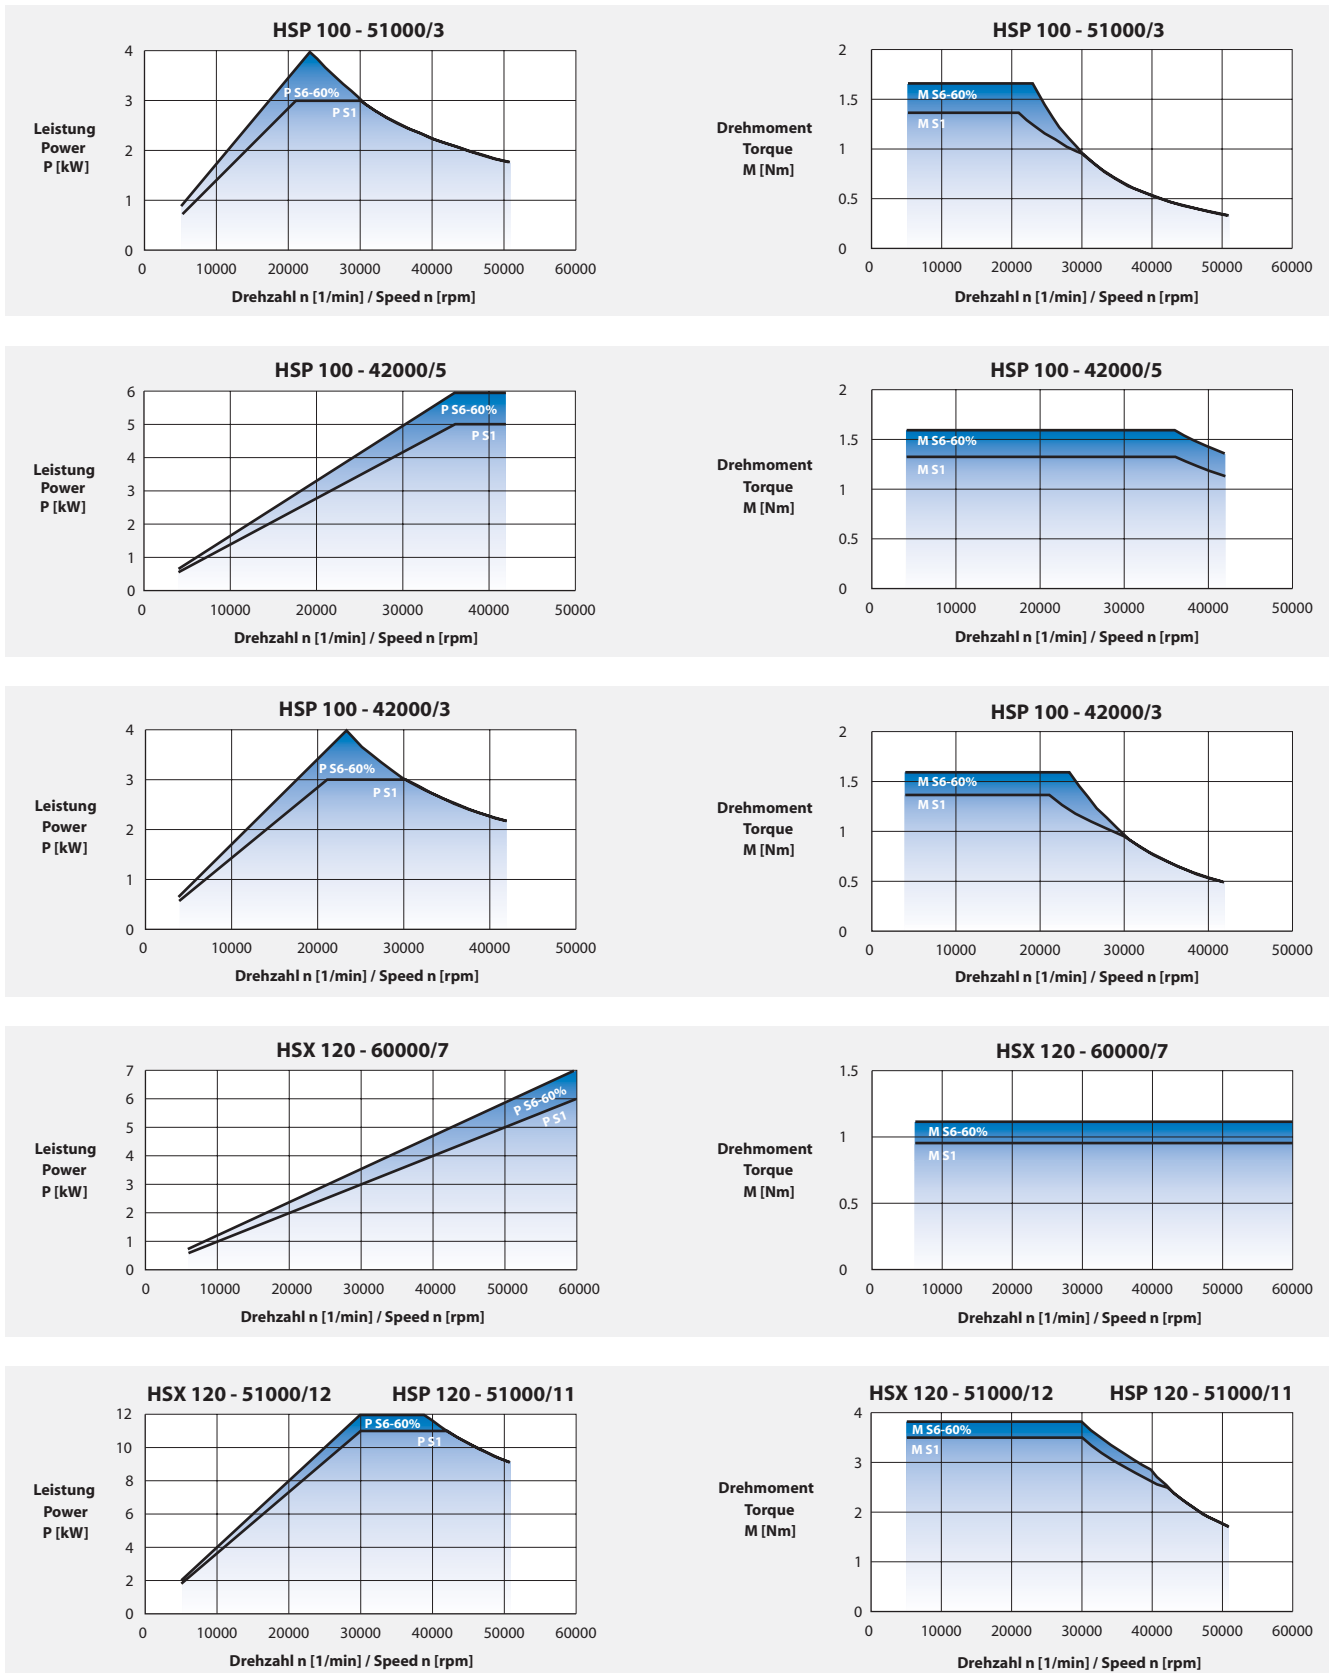 HSP 100 - 51000/3
4
3
2
1
0
Leistung
Power
P [kW]
P S6-60%
P S1
0 10000 20000 30000 40000 50000 60000
Drehzahl n [1/min] / Speed n [rpm]
HSP 100 - 51000/3
2
1.5
1
0.5
0
Drehmoment
Torque
M [Nm]
M S6-60%
M S1
0 10000 20000 30000 40000 50000 60000
Drehzahl n [1/min] / Speed n [rpm]
HSP 100 - 42000/5
6
5
4
3
2
1
0
Leistung
Power
P [kW]
P S6-60%
P S1
0 10000 20000 30000 40000 50000
Drehzahl n [1/min] / Speed n [rpm]
HSP 100 - 42000/5
2
1.5
1
0.5
0
Drehmoment
Torque
M [Nm]
M S6-60%
M S1
0 10000 20000 30000 40000 50000
Drehzahl n [1/min] / Speed n [rpm]
HSP 100 - 42000/3
4
3
2
1
0
Leistung
Power
P [kW]
P S6-60%
P S1
0 10000 20000 30000 40000 50000
Drehzahl n [1/min] / Speed n [rpm]
HSP 100 - 42000/3
2
1.5
1
0.5
0
Drehmoment
Torque
M [Nm]
M S6-60%
M S1
0 10000 20000 30000 40000 50000
Drehzahl n [1/min] / Speed n [rpm]
HSX 120 - 60000/7
7
6
5
4
3
2
1
0
Leistung
Power
P [kW]
P S6-60%
P S1
0 10000 20000 30000 40000 50000 60000
Drehzahl n [1/min] / Speed n [rpm]
HSX 120 - 60000/7
1.5
1
0.5
0
Drehmoment
Torque
M [Nm]
M S6-60%
M S1
0 10000 20000 30000 40000 50000 60000
Drehzahl n [1/min] / Speed n [rpm]
HSX 120 - 51000/12 HSP 120 - 51000/11
12
10
8
6
4
2
0
Leistung
Power
P [kW]
P S6-60%
P S1
0 10000 20000 30000 40000 50000 60000
Drehzahl n [1/min] / Speed n [rpm]
HSX 120 - 51000/12 HSP 120 - 51000/11
4
3
2
1
0
Drehmoment
Torque
M [Nm]
M S6-60%
M S1
0 10000 20000 30000 40000 50000 60000
Drehzahl n [1/min] / Speed n [rpm]